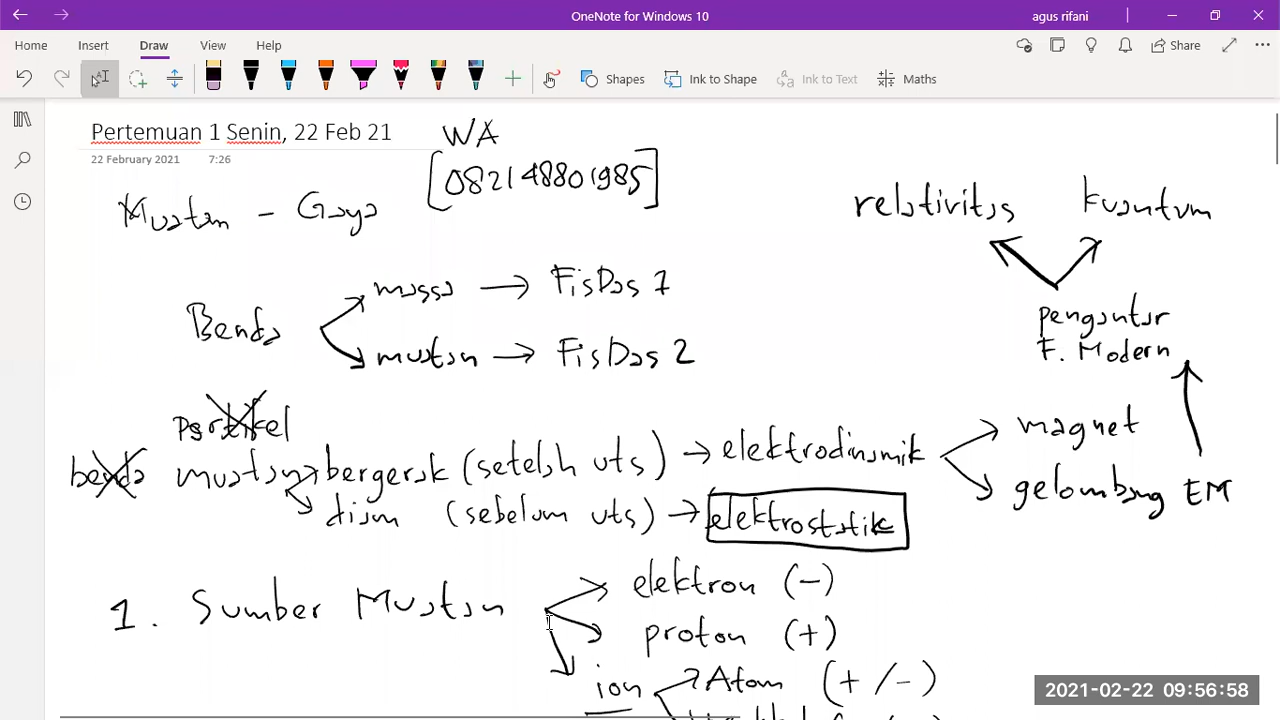 OneNote for Windows 10
agus rifani
Home Insert Draw View Help
Share
Shapes Ink to Shape Ink to Text Maths
Pertemuan 1 Senin, 22 Feb 21
22 February 2021 7:26
WA
[082148801985]
Muatan - Gaya
relativitas kuantum
Benda
massa → FisDas 1
muatan → FisDas 2
pengantar
F. Modern
Partikel
benda muatan → bergerak (setelah uts) → elektrodinamik
magnet
gelombang EM
diam (sebelum uts) → elektrostatik
1. Sumber Muatan
elektron (-)
proton (+)
ion Atom (+/-)
2021-02-22 09:56:58